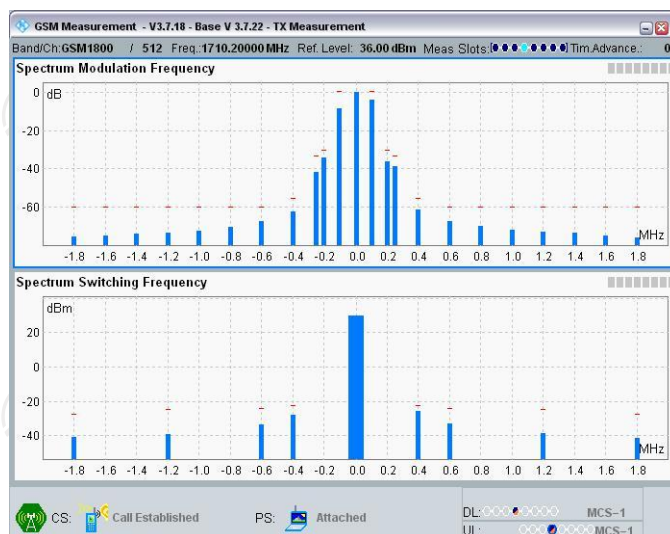 GSM Measurement - V3.7.18 - Base V 3.7.22 - TX Measurement
Band/Ch:GSM1800 / 512 Freq.:1710.20000 MHz Ref. Level: 36.00 dBm Meas Slots: Tim.Advance.: 0
Spectrum Modulation Frequency
dB
0
-20
-40
-60
MHz
-1.8 -1.6 -1.4 -1.2 -1.0 -0.8 -0.6 -0.4 -0.2 0.0 0.2 0.4 0.6 0.8 1.0 1.2 1.4 1.6 1.8
Spectrum Switching Frequency
dBm
20
0
-20
-40
MHz
-1.8 -1.6 -1.4 -1.2 -1.0 -0.8 -0.6 -0.4 -0.2 0.0 0.2 0.4 0.6 0.8 1.0 1.2 1.4 1.6 1.8
CS: Call Established PS: Attached DL: MCS-1
UL: MCS-1